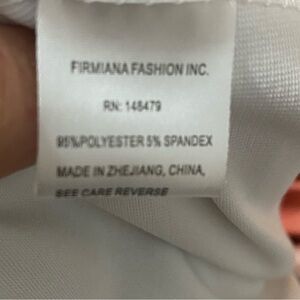 FIRMIANA FASHION INC.
RN: 148479
95%POLYESTER 5% SPANDEX
MADE IN ZHEJIANG, CHINA,
SEE CARE REVERSE